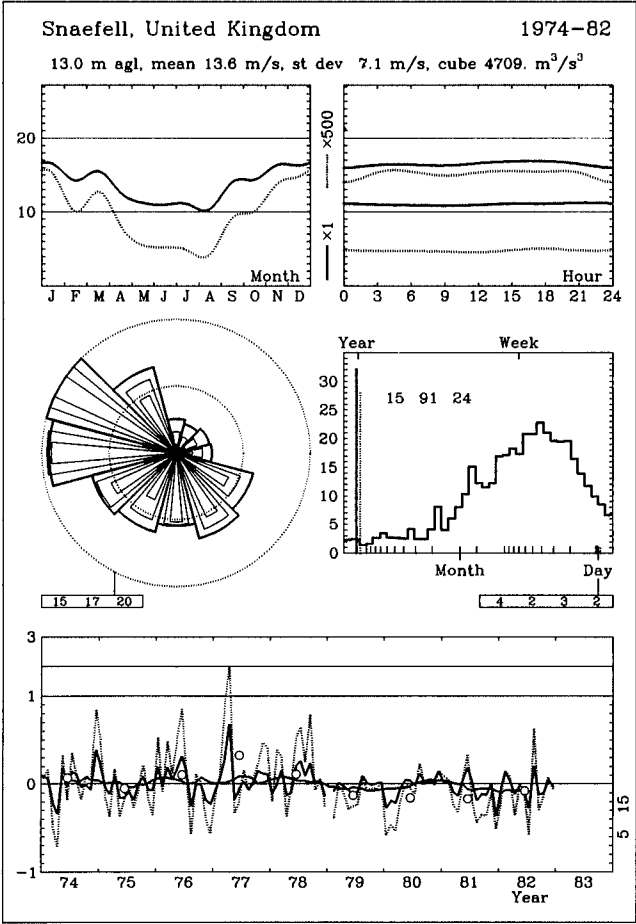 Snaefell, United Kingdom 1974-82
13.0 m agl, mean 13.6 m/s, st dev 7.1 m/s, cube 4709. m³/s³
20
10
Month
J F M A M J J A S O N D
×1 ×500
Hour
0 3 6 9 12 15 18 21 24
15 17 20
Year Week
35
30
25
20
15
10
5
0
15 91 24
Month Day
4 2 3 2
3
1
0
-1
5 15
74 75 76 77 78 79 80 81 82 83
Year